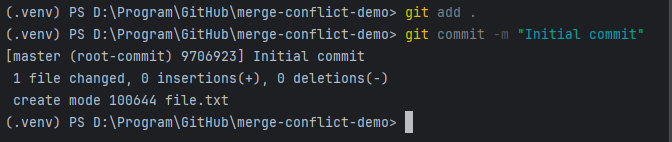 (.venv) PS D:\Program\GitHub\merge-conflict-demo> git add .
(.venv) PS D:\Program\GitHub\merge-conflict-demo> git commit -m "Initial commit"
[master (root-commit) 9706923] Initial commit
 1 file changed, 0 insertions(+), 0 deletions(-)
 create mode 100644 file.txt
(.venv) PS D:\Program\GitHub\merge-conflict-demo>